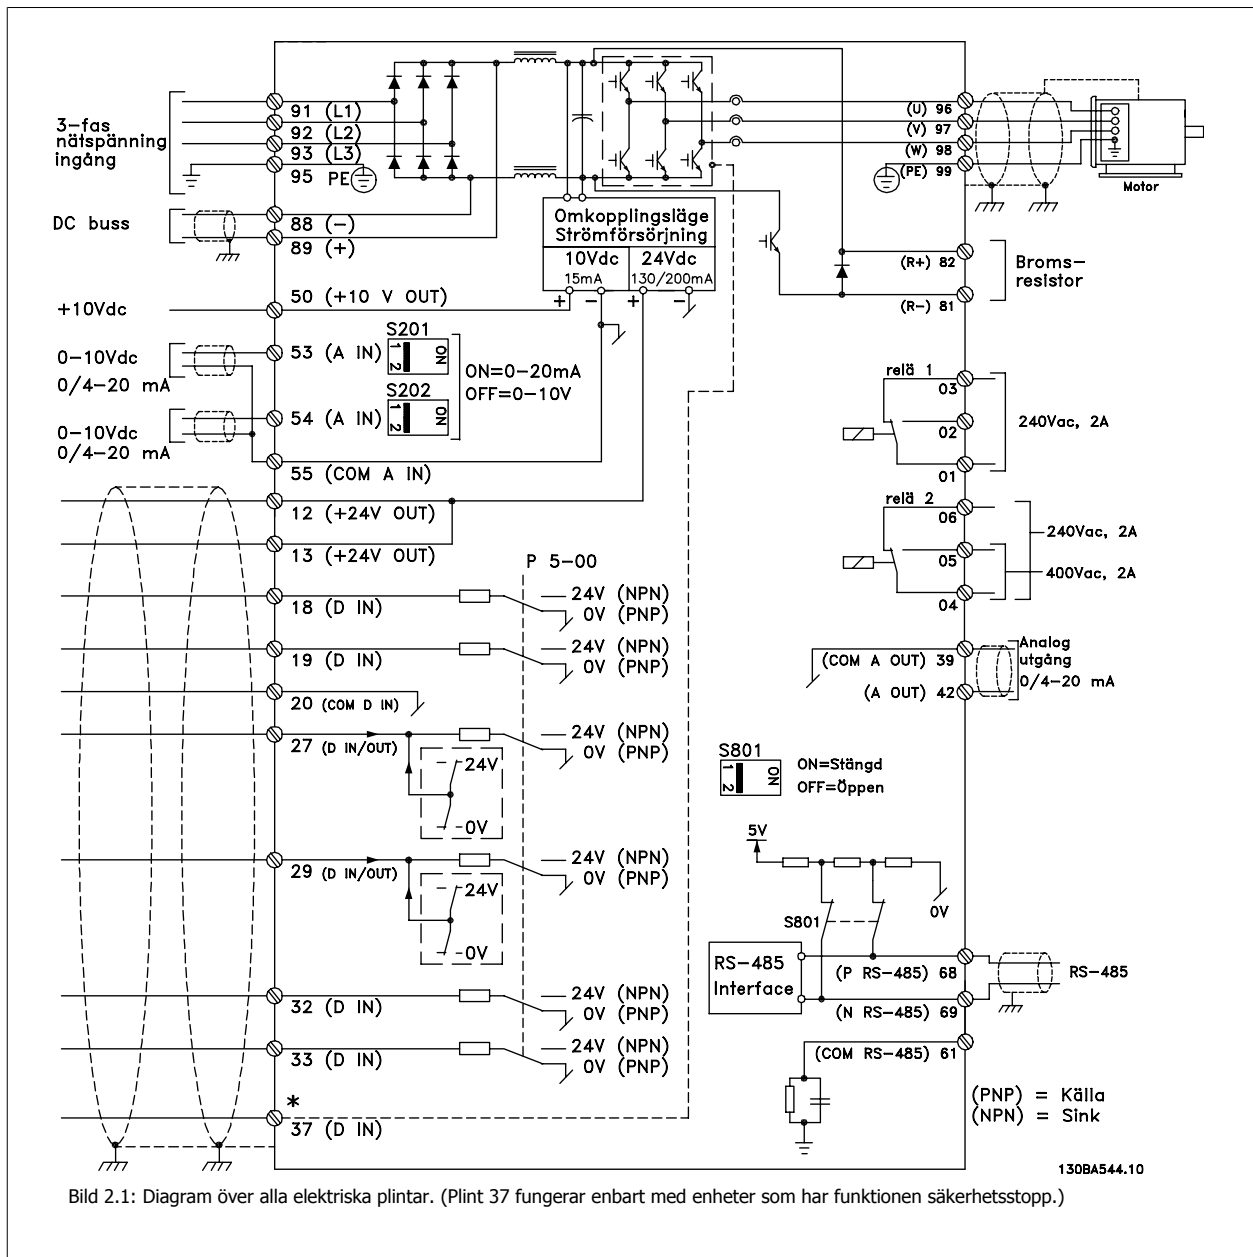 3-fas
nätspänning
ingång
91 (L1)
92 (L2)
93 (L3)
95 PE
DC buss
88 (-)
89 (+)
+10Vdc
50 (+10 V OUT)
0-10Vdc
0/4-20 mA
53 (A IN)
S201
1 2
ON
S202
1 2
ON
ON=0-20mA
OFF=0-10V
0-10Vdc
0/4-20 mA
54 (A IN)
55 (COM A IN)
12 (+24V OUT)
13 (+24V OUT)
P 5-00
18 (D IN)
24V (NPN)
0V (PNP)
19 (D IN)
24V (NPN)
0V (PNP)
20 (COM D IN)
27 (D IN/OUT)
24V (NPN)
0V (PNP)
24V
0V
29 (D IN/OUT)
24V (NPN)
0V (PNP)
24V
0V
32 (D IN)
24V (NPN)
0V (PNP)
33 (D IN)
24V (NPN)
0V (PNP)
*
37 (D IN)
Omkopplingsläge
Strömförsörjning
10Vdc
15mA
24Vdc
130/200mA
+ - + -
(U) 96
(V) 97
(W) 98
(PE) 99
Motor
(R+) 82
(R-) 81
Broms-
resistor
relä 1
03
02
01
240Vac, 2A
relä 2
06
05
04
240Vac, 2A
400Vac, 2A
(COM A OUT) 39
(A OUT) 42
Analog
utgång
0/4-20 mA
S801
1 2
ON
ON=Stängd
OFF=Öppen
5V
0V
S801
RS-485
Interface
(P RS-485) 68
(N RS-485) 69
RS-485
(COM RS-485) 61
(PNP) = Källa
(NPN) = Sink
130BA544.10
Bild 2.1: Diagram över alla elektriska plintar. (Plint 37 fungerar enbart med enheter som har funktionen säkerhetsstopp.)